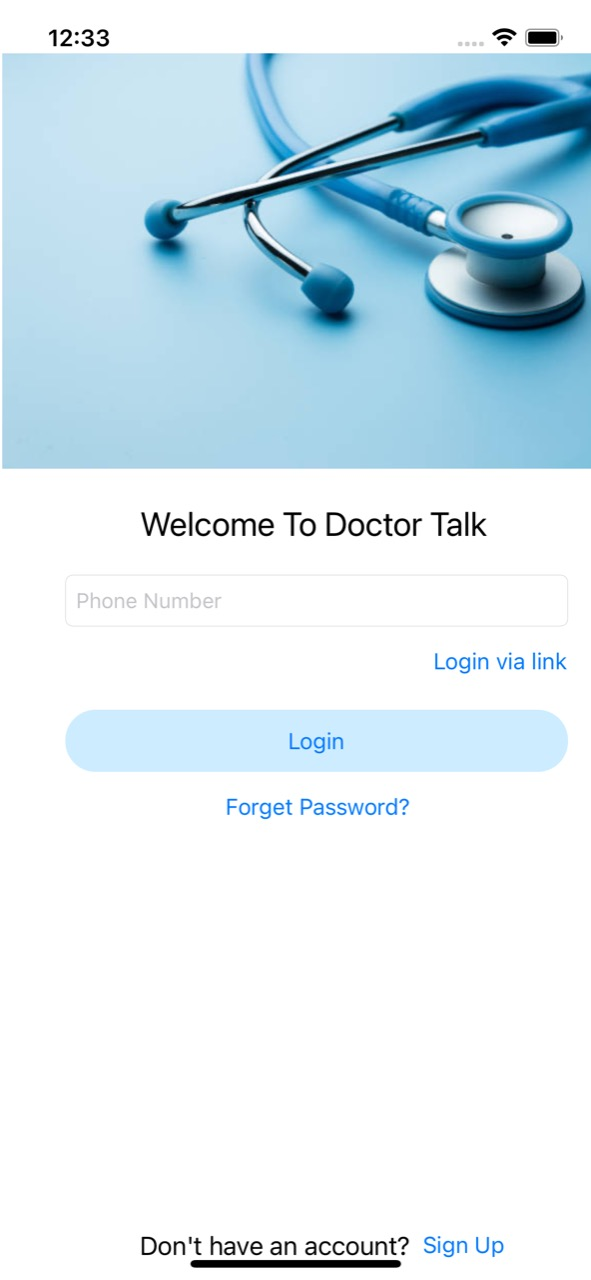 12:33
Welcome To Doctor Talk
Phone Number
Login via link
Login
Forget Password?
Don't have an account? Sign Up